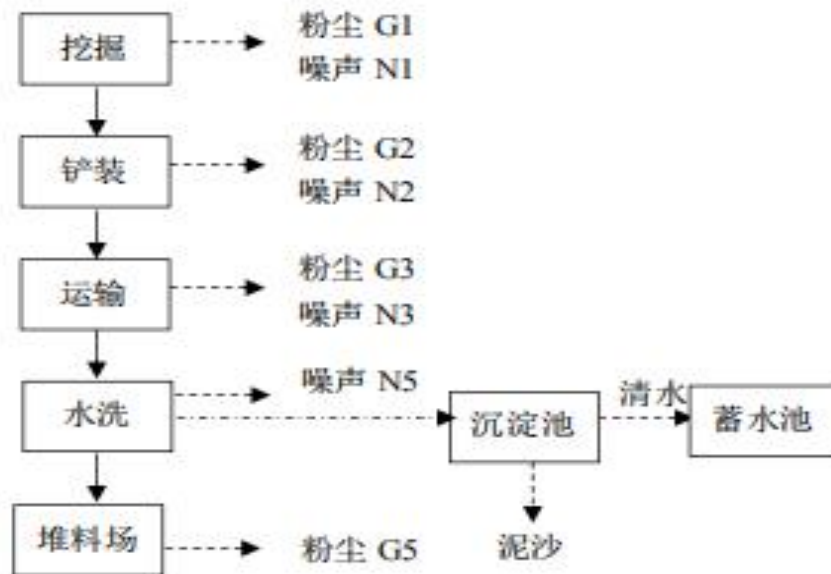 挖掘
粉尘 G1
噪声 N1
铲装
粉尘 G2
噪声 N2
运输
粉尘 G3
噪声 N3
水洗
噪声 N5
沉淀池
清水
蓄水池
堆料场
粉尘 G5
泥沙